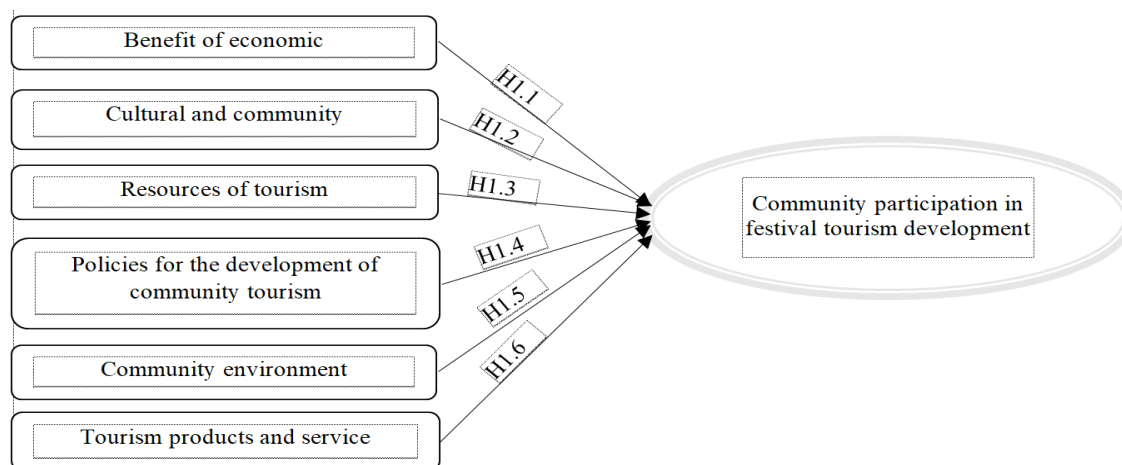 Benefit of economic
H1.1
Cultural and community
H1.2
Resources of tourism
H1.3
Community participation in
festival tourism development
Policies for the development of
community tourism
H1.4
H1.5
Community environment
H1.6
Tourism products and service